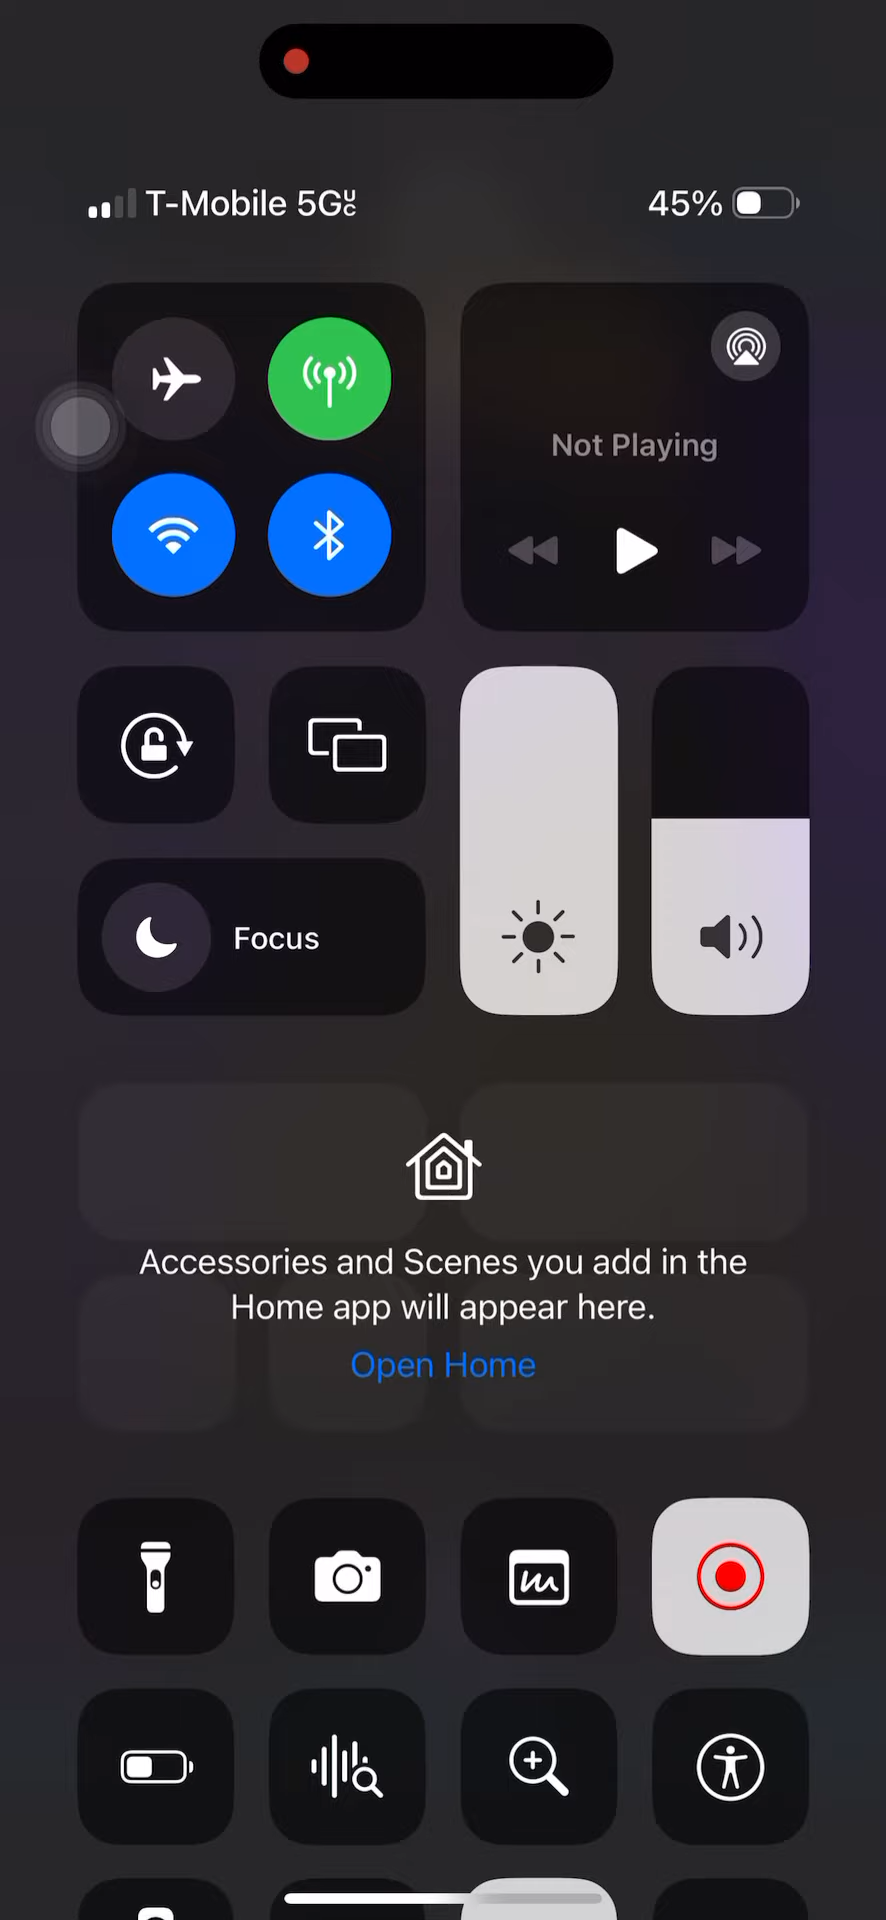 T-Mobile 5Gᵁc 45%
Not Playing
Focus
Accessories and Scenes you add in the
Home app will appear here.
Open Home